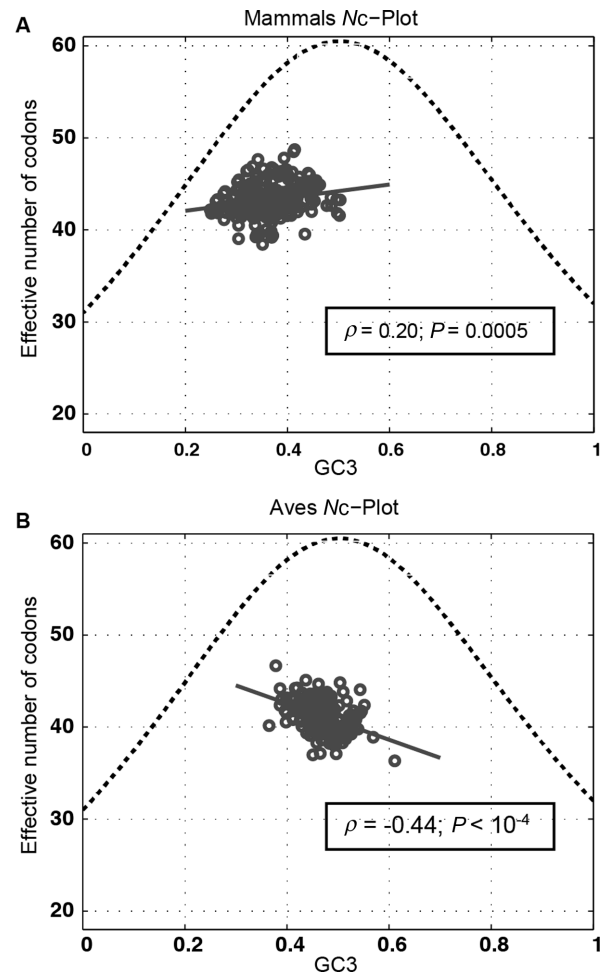 A
Mammals Nc–Plot
Effective number of codons
60
50
40
30
20
ρ = 0.20; P = 0.0005
0 0.2 0.4 0.6 0.8 1
GC3
B
Aves Nc–Plot
Effective number of codons
60
50
40
30
20
ρ = -0.44; P < 10⁻⁴
0 0.2 0.4 0.6 0.8 1
GC3